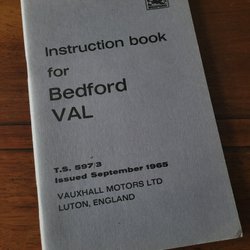 Instruction book
for
Bedford
VAL
T.S. 597/3
Issued September 1965
VAUXHALL MOTORS LTD
LUTON, ENGLAND